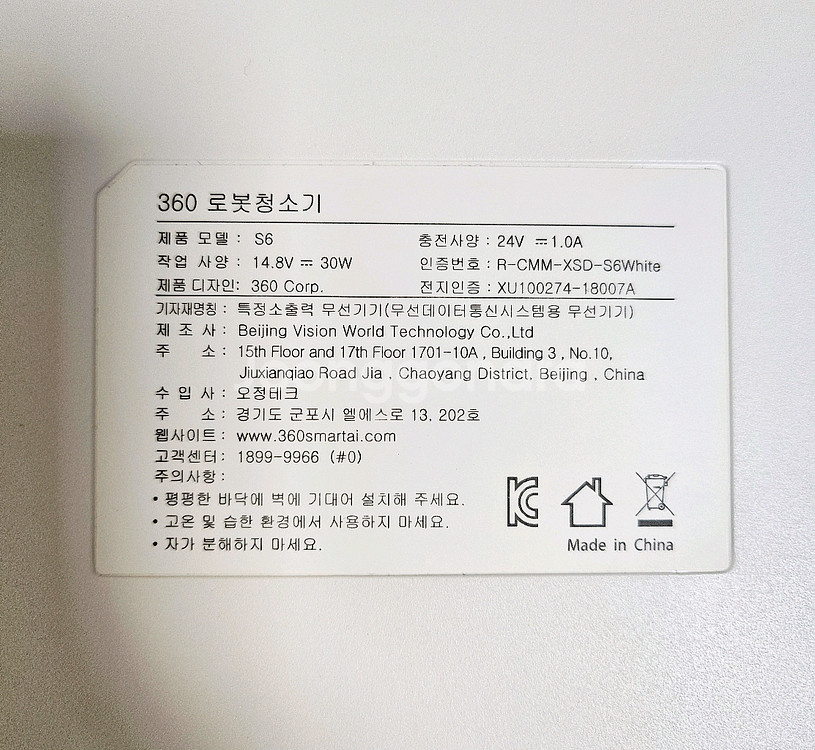 360 로봇청소기
제품 모델 : S6 충전사양 : 24V ⎓1.0A
작업 사양 : 14.8V ⎓ 30W 인증번호 : R-CMM-XSD-S6White
제품 디자인: 360 Corp. 전지인증 : XU100274-18007A
기자재명칭 : 특정소출력 무선기기(무선데이터통신시스템용 무선기기)
제 조 사 : Beijing Vision World Technology Co.,Ltd
주 소 : 15th Floor and 17th Floor 1701-10A , Building 3 , No.10,
Jiuxianqiao Road Jia , Chaoyang District, Beijing , China
수 입 사 : 오정테크
주 소 : 경기도 군포시 엘에스로 13, 202호
웹사이트 : www.360smartai.com
고객센터 : 1899-9966 (#0)
주의사항 :
• 평평한 바닥에 벽에 기대어 설치해 주세요.
• 고온 및 습한 환경에서 사용하지 마세요.
• 자가 분해하지 마세요.
Made in China